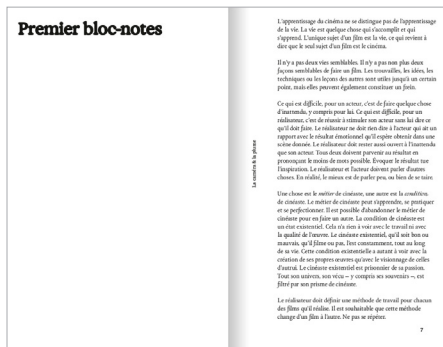 Premier bloc-notes
La caméra & la plume
L'apprentissage du cinéma ne se distingue pas de l'apprentissage
de la vie. La vie est quelque chose qui s'accomplit et qui
s'apprend. L'unique sujet d'un film est la vie, ce qui revient à
dire que le seul sujet d'un film est le cinéma.
Il n'y a pas deux vies semblables. Il n'y a pas non plus deux
façons semblables de faire un film. Les trouvailles, les idées, les
techniques ou les leçons des autres sont utiles jusqu'à un certain
point, mais elles peuvent également constituer un frein.
Ce qui est difficile, pour un acteur, c'est de faire quelque chose
d'inattendu, y compris pour lui. Ce qui est difficile, pour un
réalisateur, c'est de réussir à stimuler son acteur sans lui dire ce
qu'il doit faire. Le réalisateur ne doit rien dire à l'acteur qui ait un
rapport avec le résultat émotionnel qu'il espère obtenir dans une
scène donnée. Le réalisateur doit rester aussi ouvert à l'inattendu
que son acteur. Tous deux doivent parvenir au résultat en
prononçant le moins de mots possible. Évoquer le résultat tue
l'inspiration. Le réalisateur et l'acteur doivent parler d'autres
choses. En réalité, le mieux est de parler peu, ou bien de se taire.
Une chose est le métier de cinéaste, une autre est la condition
de cinéaste. Le métier de cinéaste peut s'apprendre, se pratiquer
et se perfectionner. Il est possible d'abandonner le métier de
cinéaste pour en faire un autre. La condition de cinéaste est
un état existentiel. Cela n'a rien à voir avec le travail ni avec
la qualité de l'œuvre. Le cinéaste existentiel, qu'il soit bon ou
mauvais, qu'il filme ou pas, l'est constamment, tout au long
de sa vie. Cette condition existentielle a autant à voir avec la
création de ses propres œuvres qu'avec le visionnage de celles
d'autrui. Le cinéaste existentiel est prisonnier de sa passion.
Tout son univers, son vécu – y compris ses souvenirs –, est
filtré par son prisme de cinéaste.
Le réalisateur doit définir une méthode de travail pour chacun
des films qu'il réalise. Il est souhaitable que cette méthode
change d'un film à l'autre. Ne pas se répéter.
7